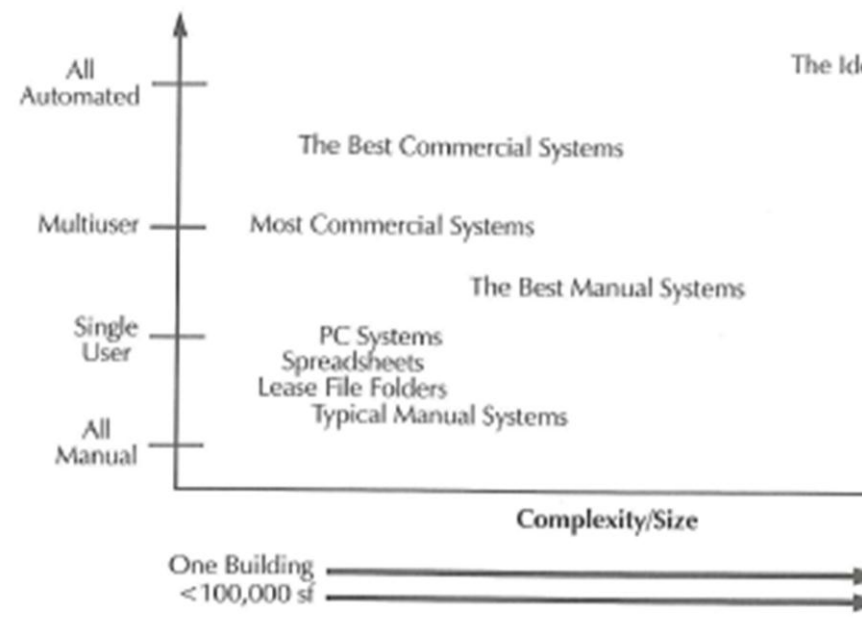 All
Automated
The Best Commercial Systems
Multiuser
Most Commercial Systems
The Best Manual Systems
Single
User
PC Systems
Spreadsheets
Lease File Folders
Typical Manual Systems
All
Manual
Complexity/Size
One Building
<100,000 sf
The